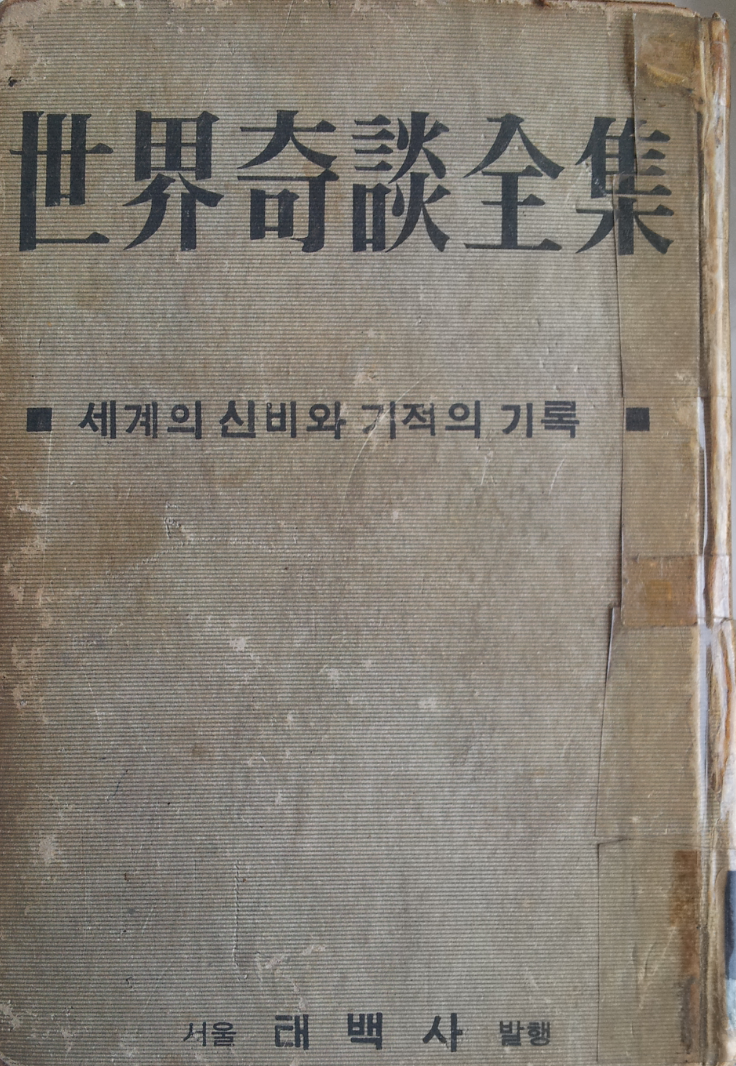 世界奇談全集
■ 세계의 신비와 기적의 기록 ■
서울 태백사 발행